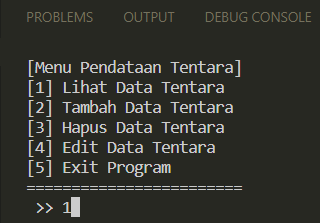 PROBLEMS OUTPUT DEBUG CONSOLE
[Menu Pendataan Tentara]
[1] Lihat Data Tentara
[2] Tambah Data Tentara
[3] Hapus Data Tentara
[4] Edit Data Tentara
[5] Exit Program
========================
>> 1